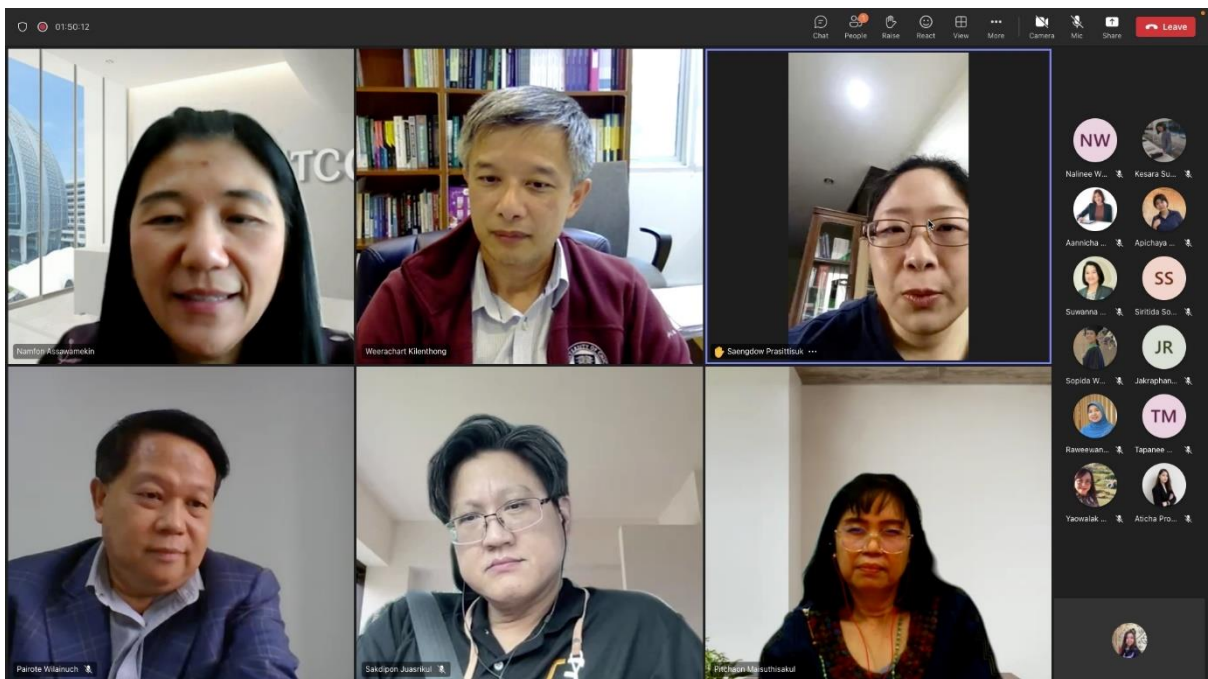 01:50:12
1
Chat People Raise React View More Camera Mic Share Leave
TCC
Namfon Assawamekin
Weerachart Kilenthong
Saengdow Prasittisuk ...
Pairote Wilainuch
Sakdipon Juasrikul
Pitchaon Maisuthisakul
NW
Nalinee W... Kesara Su...
Aannicha ... Apichaya ...
SS
Suwanna ... Siritida So...
JR
Sopida W... Jakraphan...
TM
Raweewan... Tapanee ...
Yaowalak ... Aticha Pro...